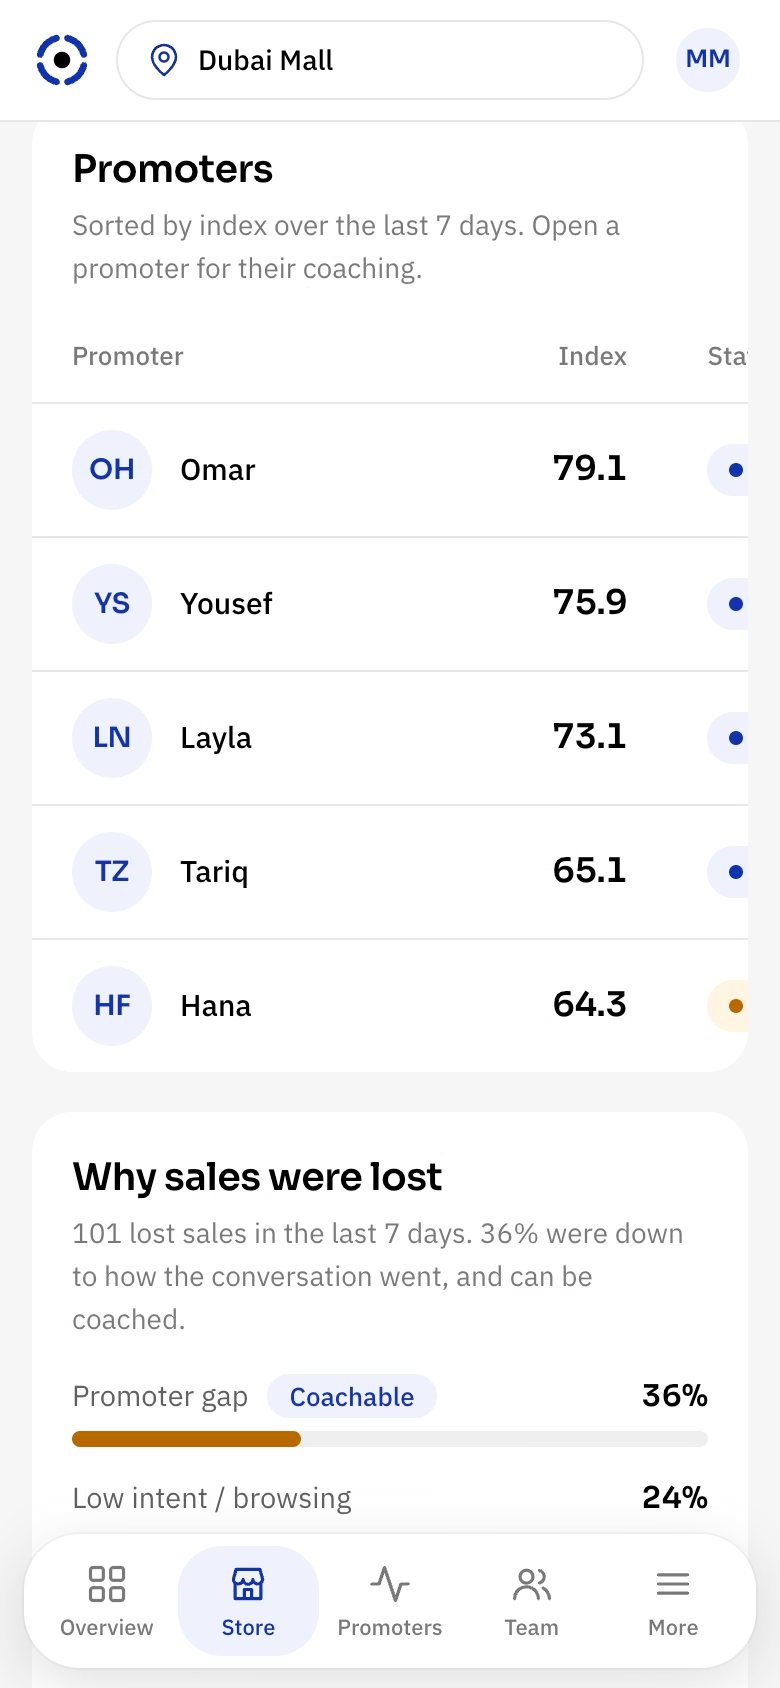 Dubai Mall
MM
Promoters
Sorted by index over the last 7 days. Open a
promoter for their coaching.
Promoter Index
OH Omar 79.1
YS Yousef 75.9
LN Layla 73.1
TZ Tariq 65.1
HF Hana 64.3
Why sales were lost
101 lost sales in the last 7 days. 36% were down
to how the conversation went, and can be
coached.
Promoter gap Coachable 36%
Low intent / browsing 24%
Overview Store Promoters Team More